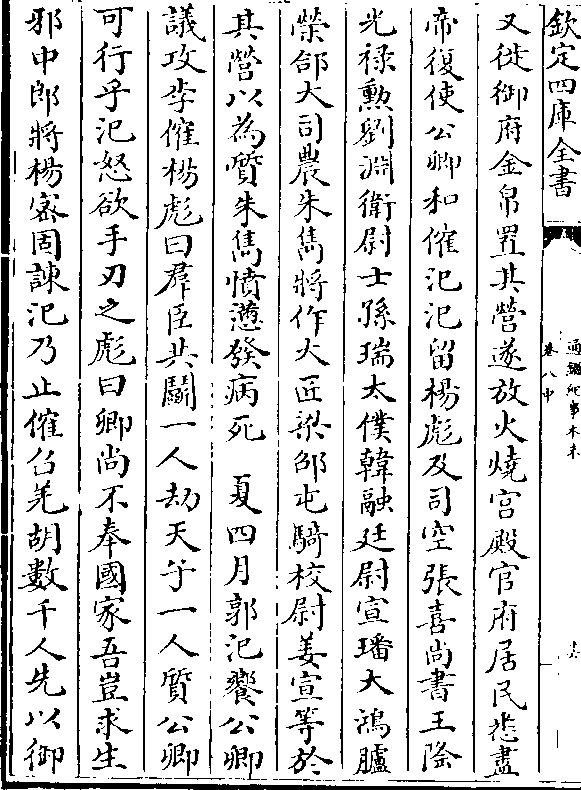 欽定四庫全書
通鑑紀事本末
卷八中
又徙御府金帛置其營遂放火燒宮殿官府居民悉盡
帝復使公卿和傕汜汜留楊彪及司空張喜尚書王隆
光祿勲劉淵衛尉士孫瑞太僕韓融廷尉宣璠大鴻臚
榮郃大司農朱雋將作大匠梁邵屯騎校尉姜宣等於
其營以為質朱雋憤懣發病死　夏四月郭汜饗公卿
議攻李傕楊彪曰羣臣共鬭一人劫天子一人質公卿
可行乎汜怒欲手刃之彪曰卿尚不奉國家吾豈求生
邪中郎將楊密固諫汜乃止傕召羌胡數千人先以御